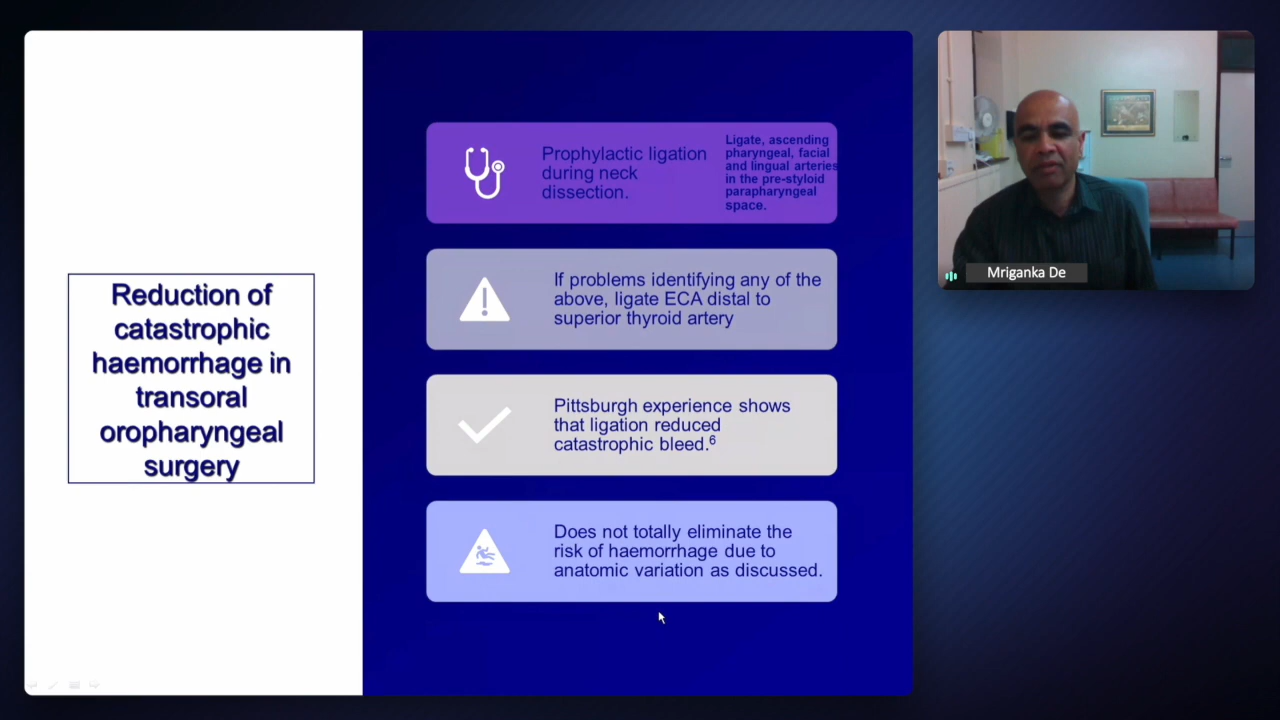 Reduction of
catastrophic
haemorrhage in
transoral
oropharyngeal
surgery
Prophylactic ligation
during neck
dissection.
Ligate, ascending
pharyngeal, facial
and lingual arteries
in the pre-styloid
parapharyngeal
space.
If problems identifying any of the
above, ligate ECA distal to
superior thyroid artery
Pittsburgh experience shows
that ligation reduced
catastrophic bleed.6
Does not totally eliminate the
risk of haemorrhage due to
anatomic variation as discussed.
Mriganka De